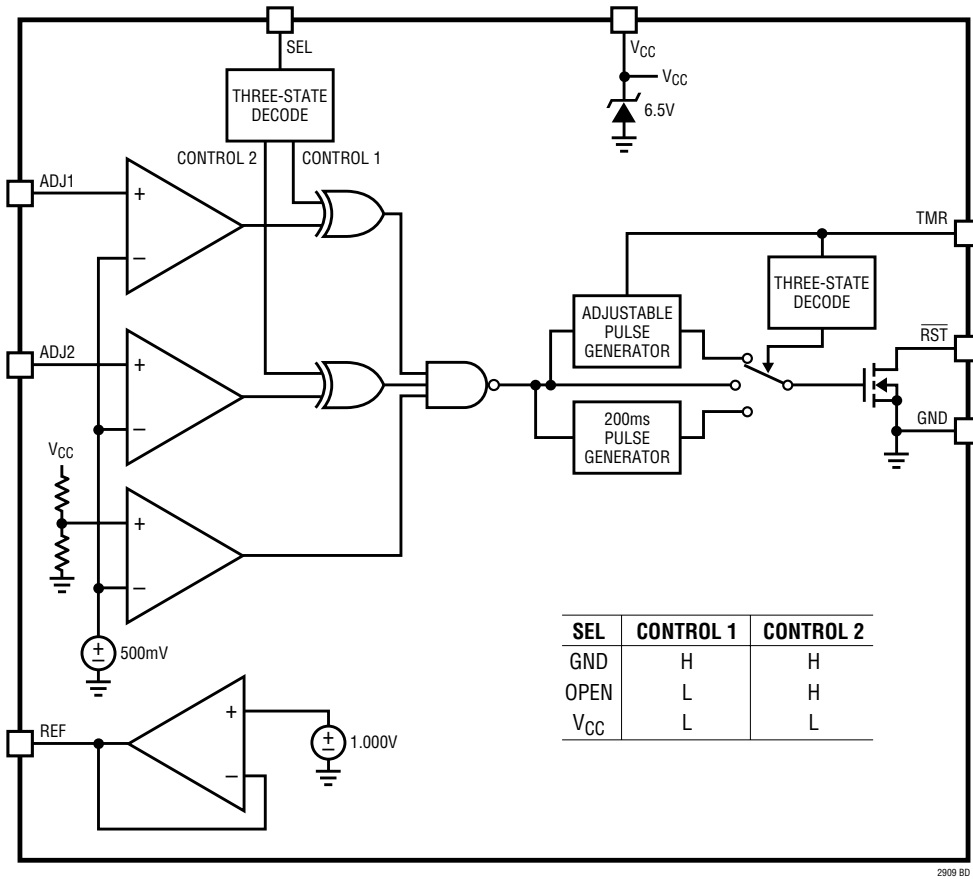 SEL
VCC
VCC
6.5V
THREE-STATE
DECODE
CONTROL 2
CONTROL 1
ADJ1
+
–
TMR
THREE-STATE
DECODE
ADJUSTABLE
PULSE
GENERATOR
RST
ADJ2
+
–
200ms
PULSE
GENERATOR
GND
VCC
+
–
+
–
500mV
SEL CONTROL 1 CONTROL 2
GND H H
OPEN L H
VCC L L
REF
+
–
+
–
1.000V
2909 BD